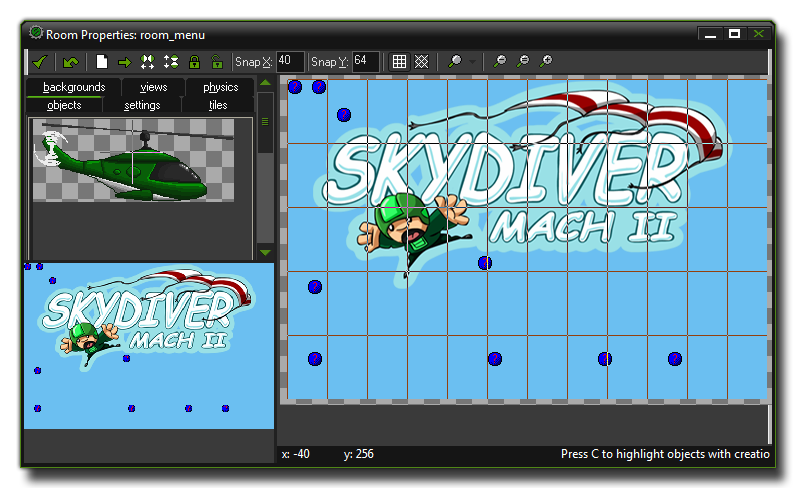 Room Properties: room_menu
Snap X: 40 Snap Y: 64
backgrounds views physics
objects settings tiles
SKYDIVER
MACH II
SKYDIVER
MACH II
x: -40 y: 256 Press C to highlight objects with creatio